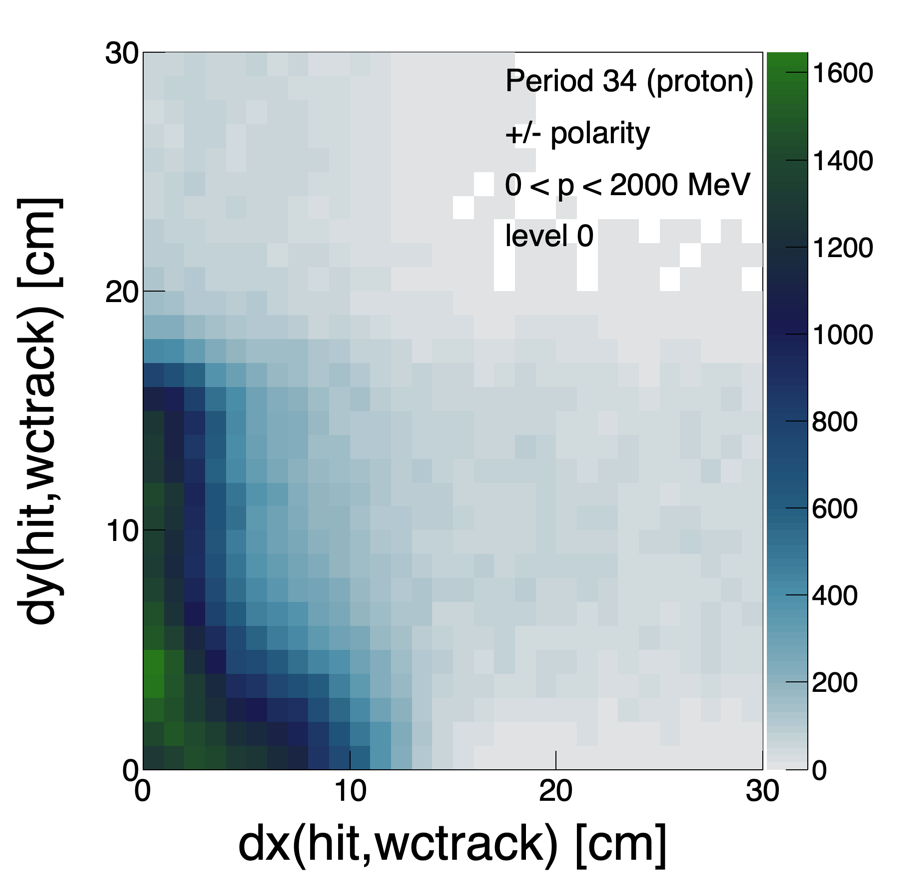 30
Period 34 (proton)
+/- polarity
0 < p < 2000 MeV
level 0
20
10
0
0 10 20 30
dx(hit,wctrack) [cm]
dy(hit,wctrack) [cm]
1600
1400
1200
1000
800
600
400
200
0